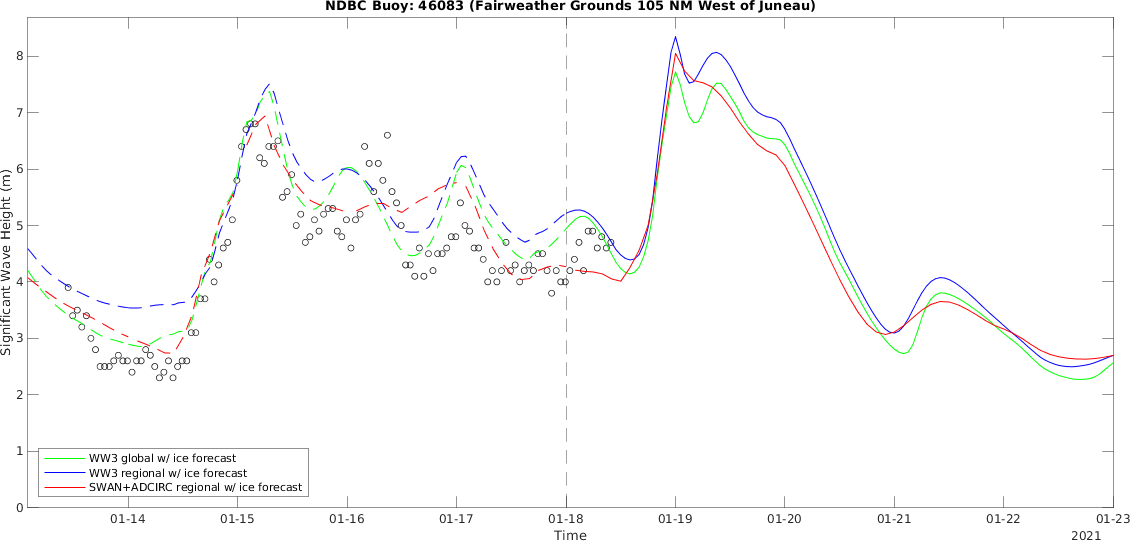 NDBC Buoy: 46083 (Fairweather Grounds 105 NM West of Juneau)
Significant Wave Height (m)
8
7
6
5
4
3
2
1
0
WW3 global w/ ice forecast
WW3 regional w/ ice forecast
SWAN+ADCIRC regional w/ ice forecast
01-14 01-15 01-16 01-17 01-18 01-19 01-20 01-21 01-22 01-23
Time
2021